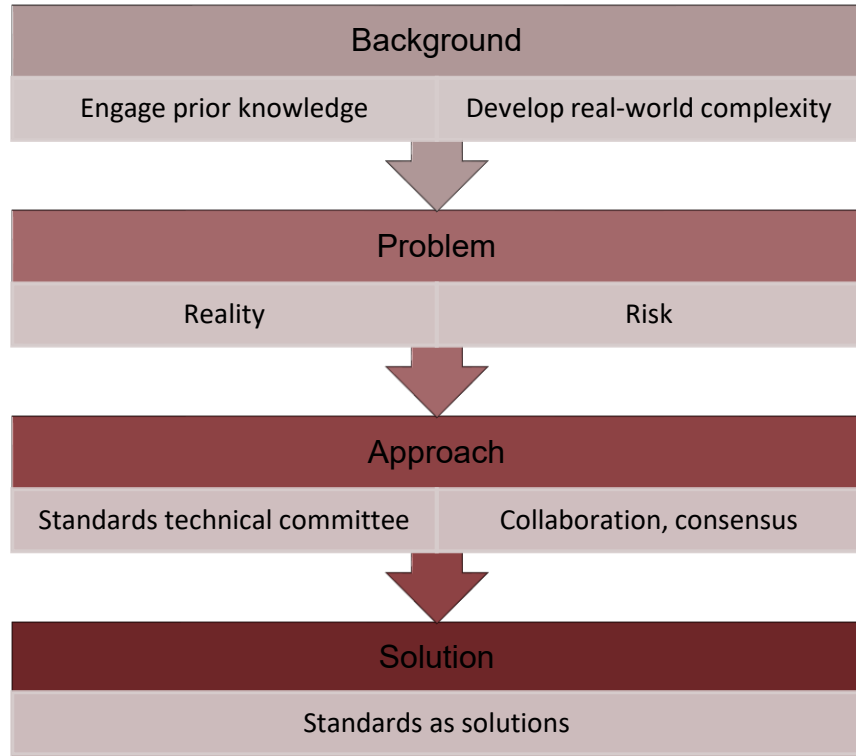 Background
Engage prior knowledge
Develop real-world complexity
Problem
Reality
Risk
Approach
Standards technical committee
Collaboration, consensus
Solution
Standards as solutions